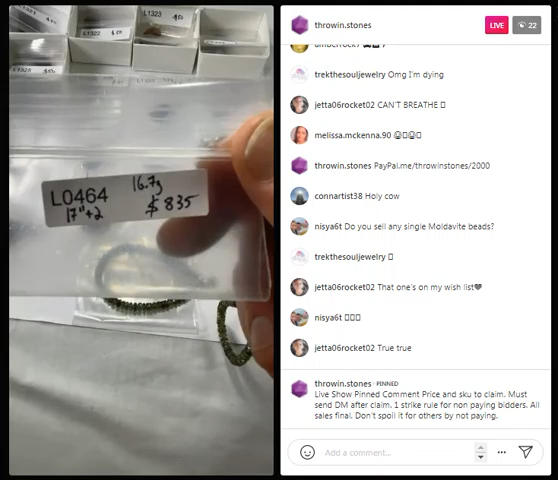 L1323 $50
L1322 $50
L1321
L1325
L0464 16.7g
17"+2 $835
throwin.stones LIVE 22
trekthesouljewelry Omg I'm dying
jetta06rocket02 CAN'T BREATHE
melissa.mckenna.90
throwin.stones PayPal.me/throwinstones/2000
connartist38 Holy cow
nisya6t Do you sell any single Moldavite beads?
trekthesouljewelry
jetta06rocket02 That one's on my wish list🖤
nisya6t
jetta06rocket02 True true
throwin.stones · PINNED
Live Show Pinned Comment Price and sku to claim. Must
send DM after claim. 1 strike rule for non paying bidders. All
sales final. Don't spoil it for others by not paying.
Add a comment...